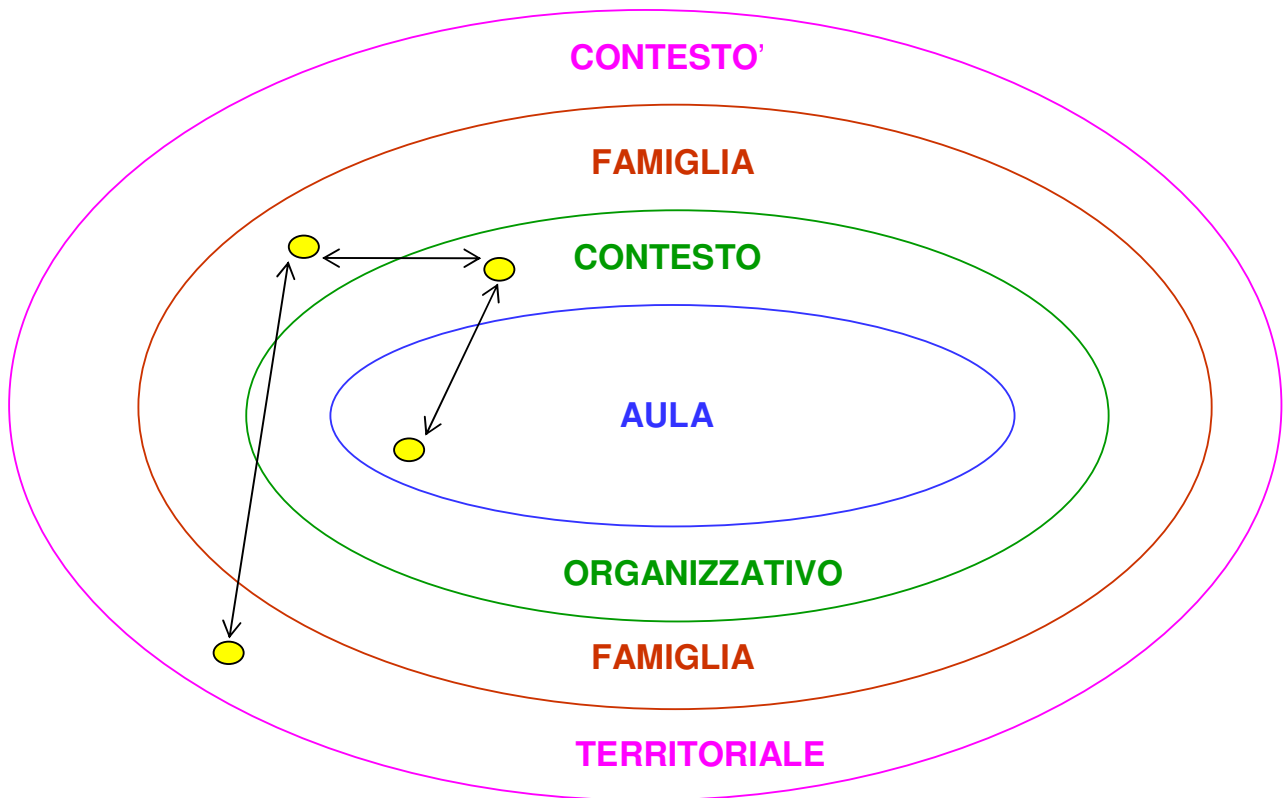 CONTESTO’
FAMIGLIA
CONTESTO
AULA
ORGANIZZATIVO
FAMIGLIA
TERRITORIALE